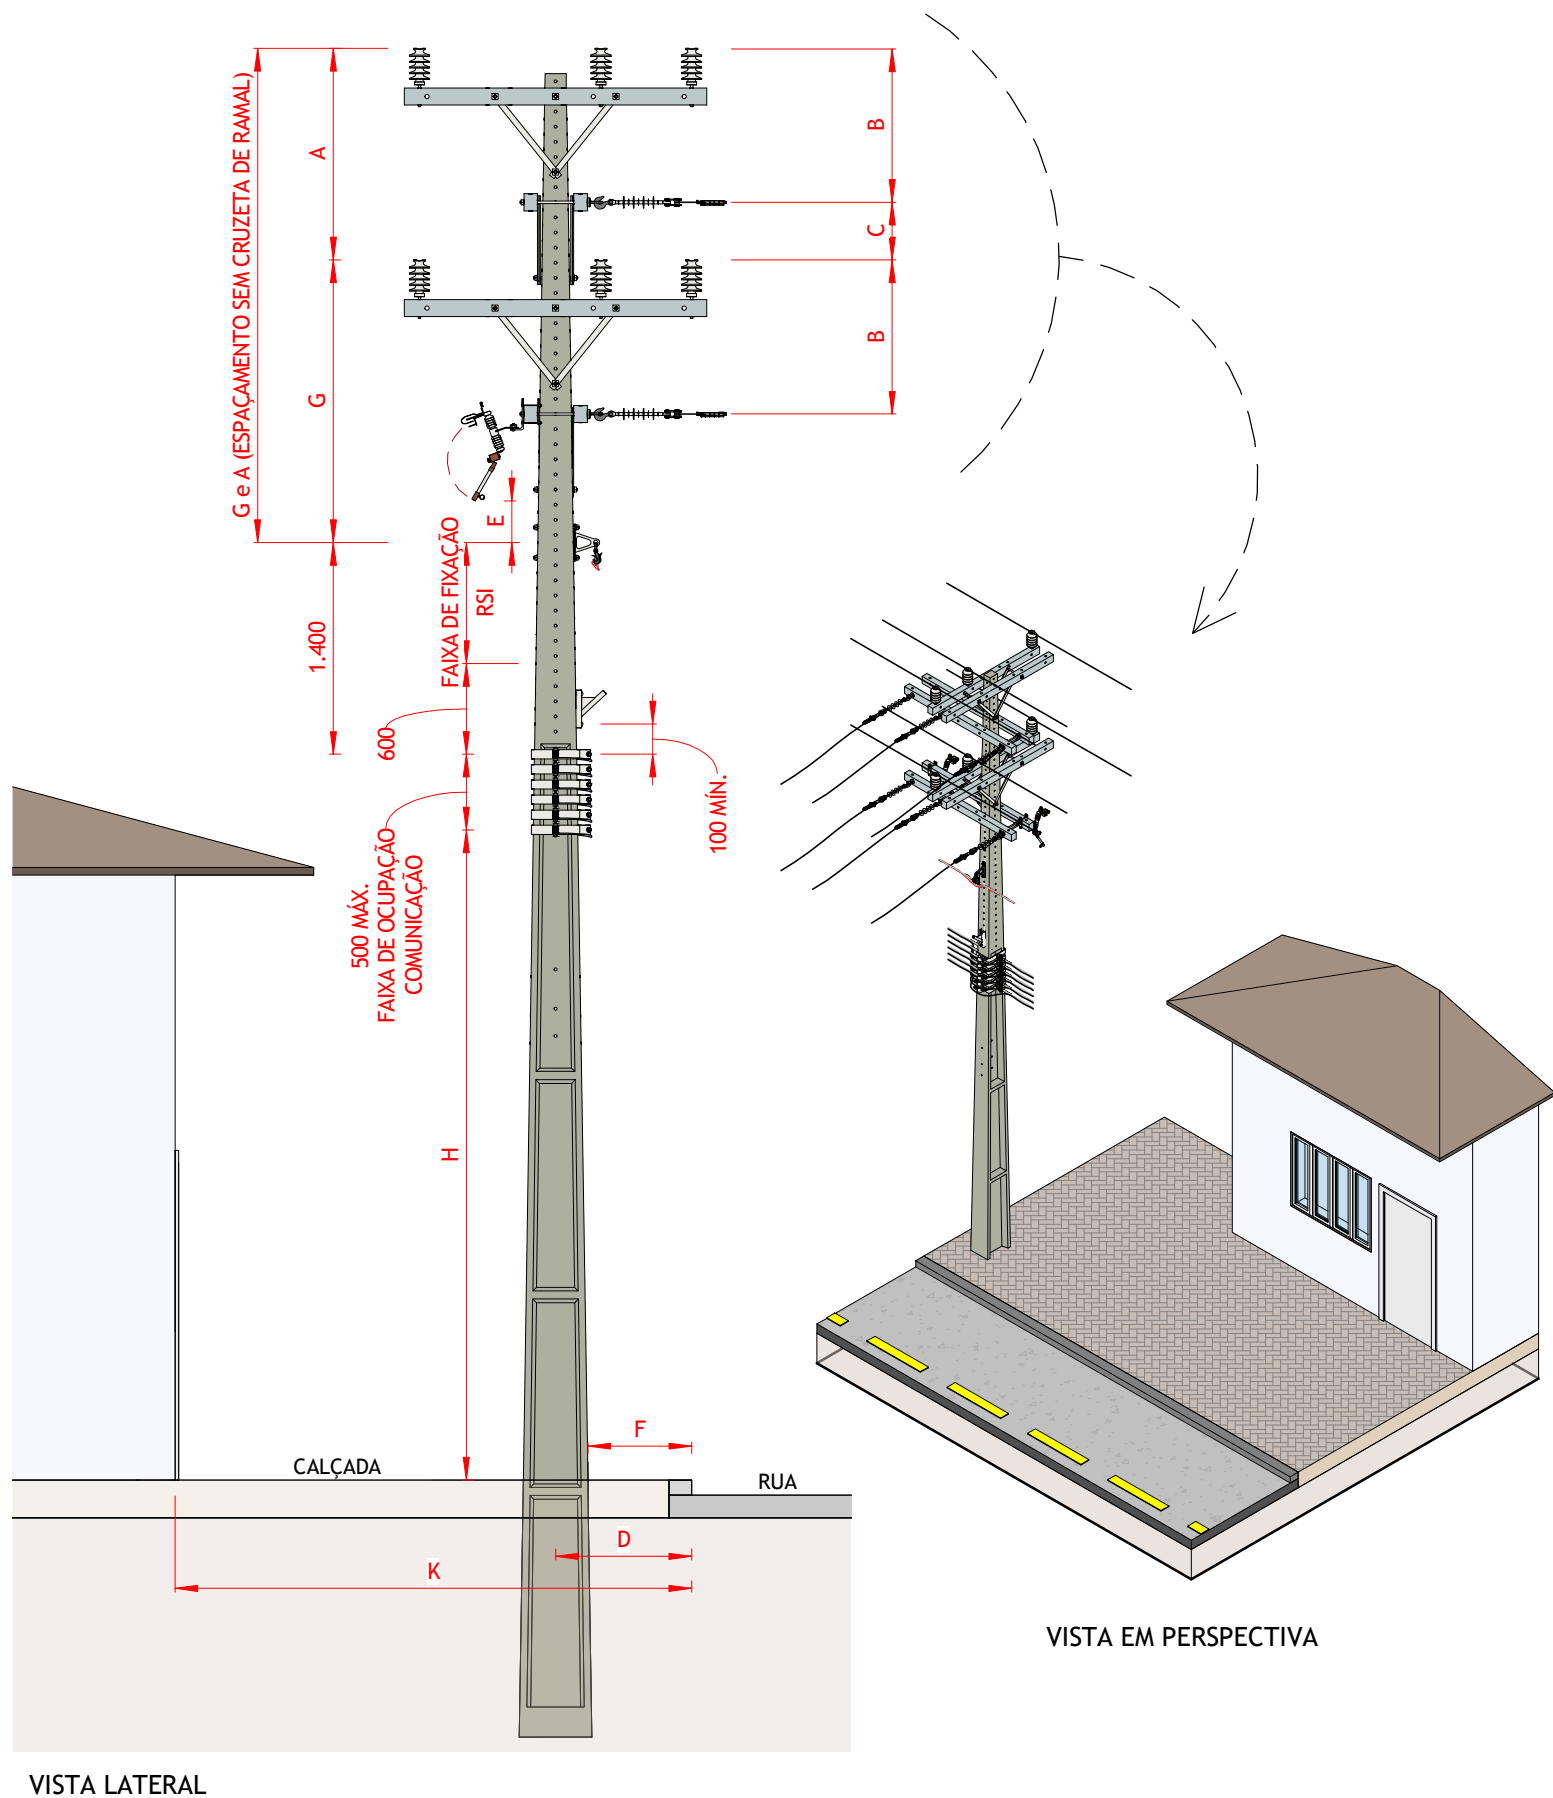 G e A (ESPAÇAMENTO SEM CRUZETA DE RAMAL)
A
B
C
G
B
E
FAIXA DE FIXAÇÃO
RSI
1.400
600
100 MÍN.
500 MÁX.
FAIXA DE OCUPAÇÃO
COMUNICAÇÃO
H
F
CALÇADA
RUA
D
K
VISTA EM PERSPECTIVA
VISTA LATERAL